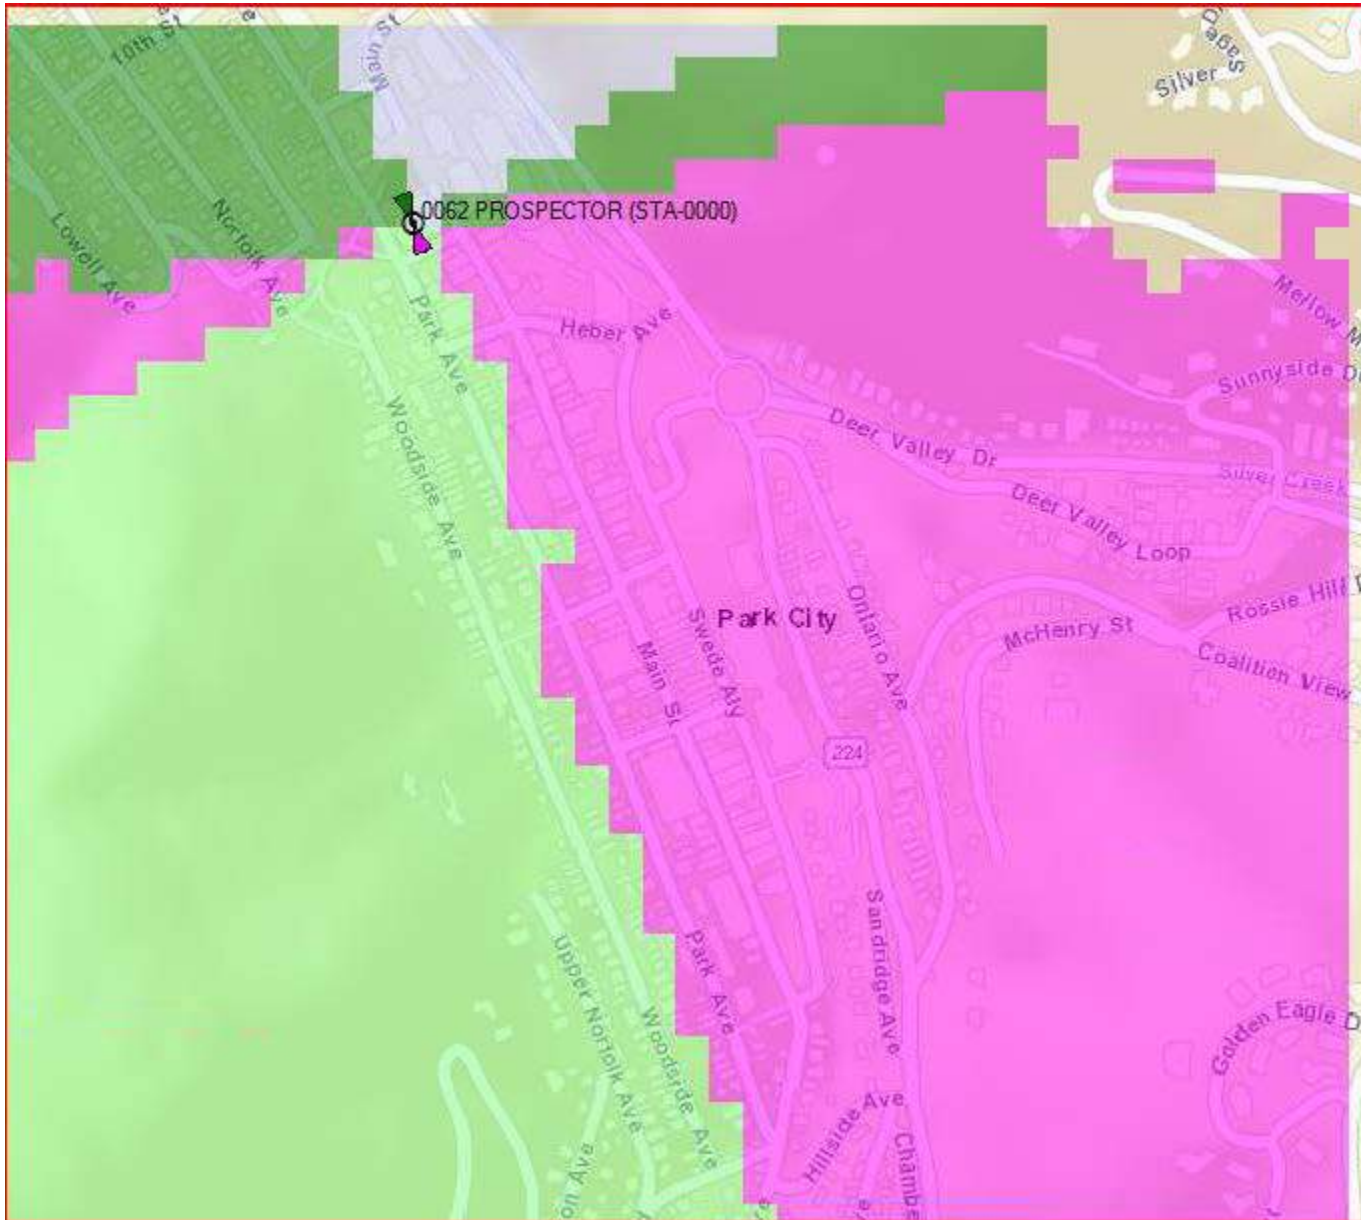 10th St
Main St
Sage
Silver
Lowell Ave
Norfolk Ave
0062 PROSPECTOR (STA-0000)
Park Ave
Heber Ave
Mellow M
Sunnyside D
Woodside Ave
Deer Valley Dr
Silver Creek
Deer Valley Loop
Ontario Ave
Rossie Hill
Park City
Swede Aly
McHenry St
Main St
Coalition View
224
Sandridge Ave
Park Ave
Upper Norfolk Ave
Woodside Ave
Golden Eagle D
Hillside Ave
Chambe
on Ave